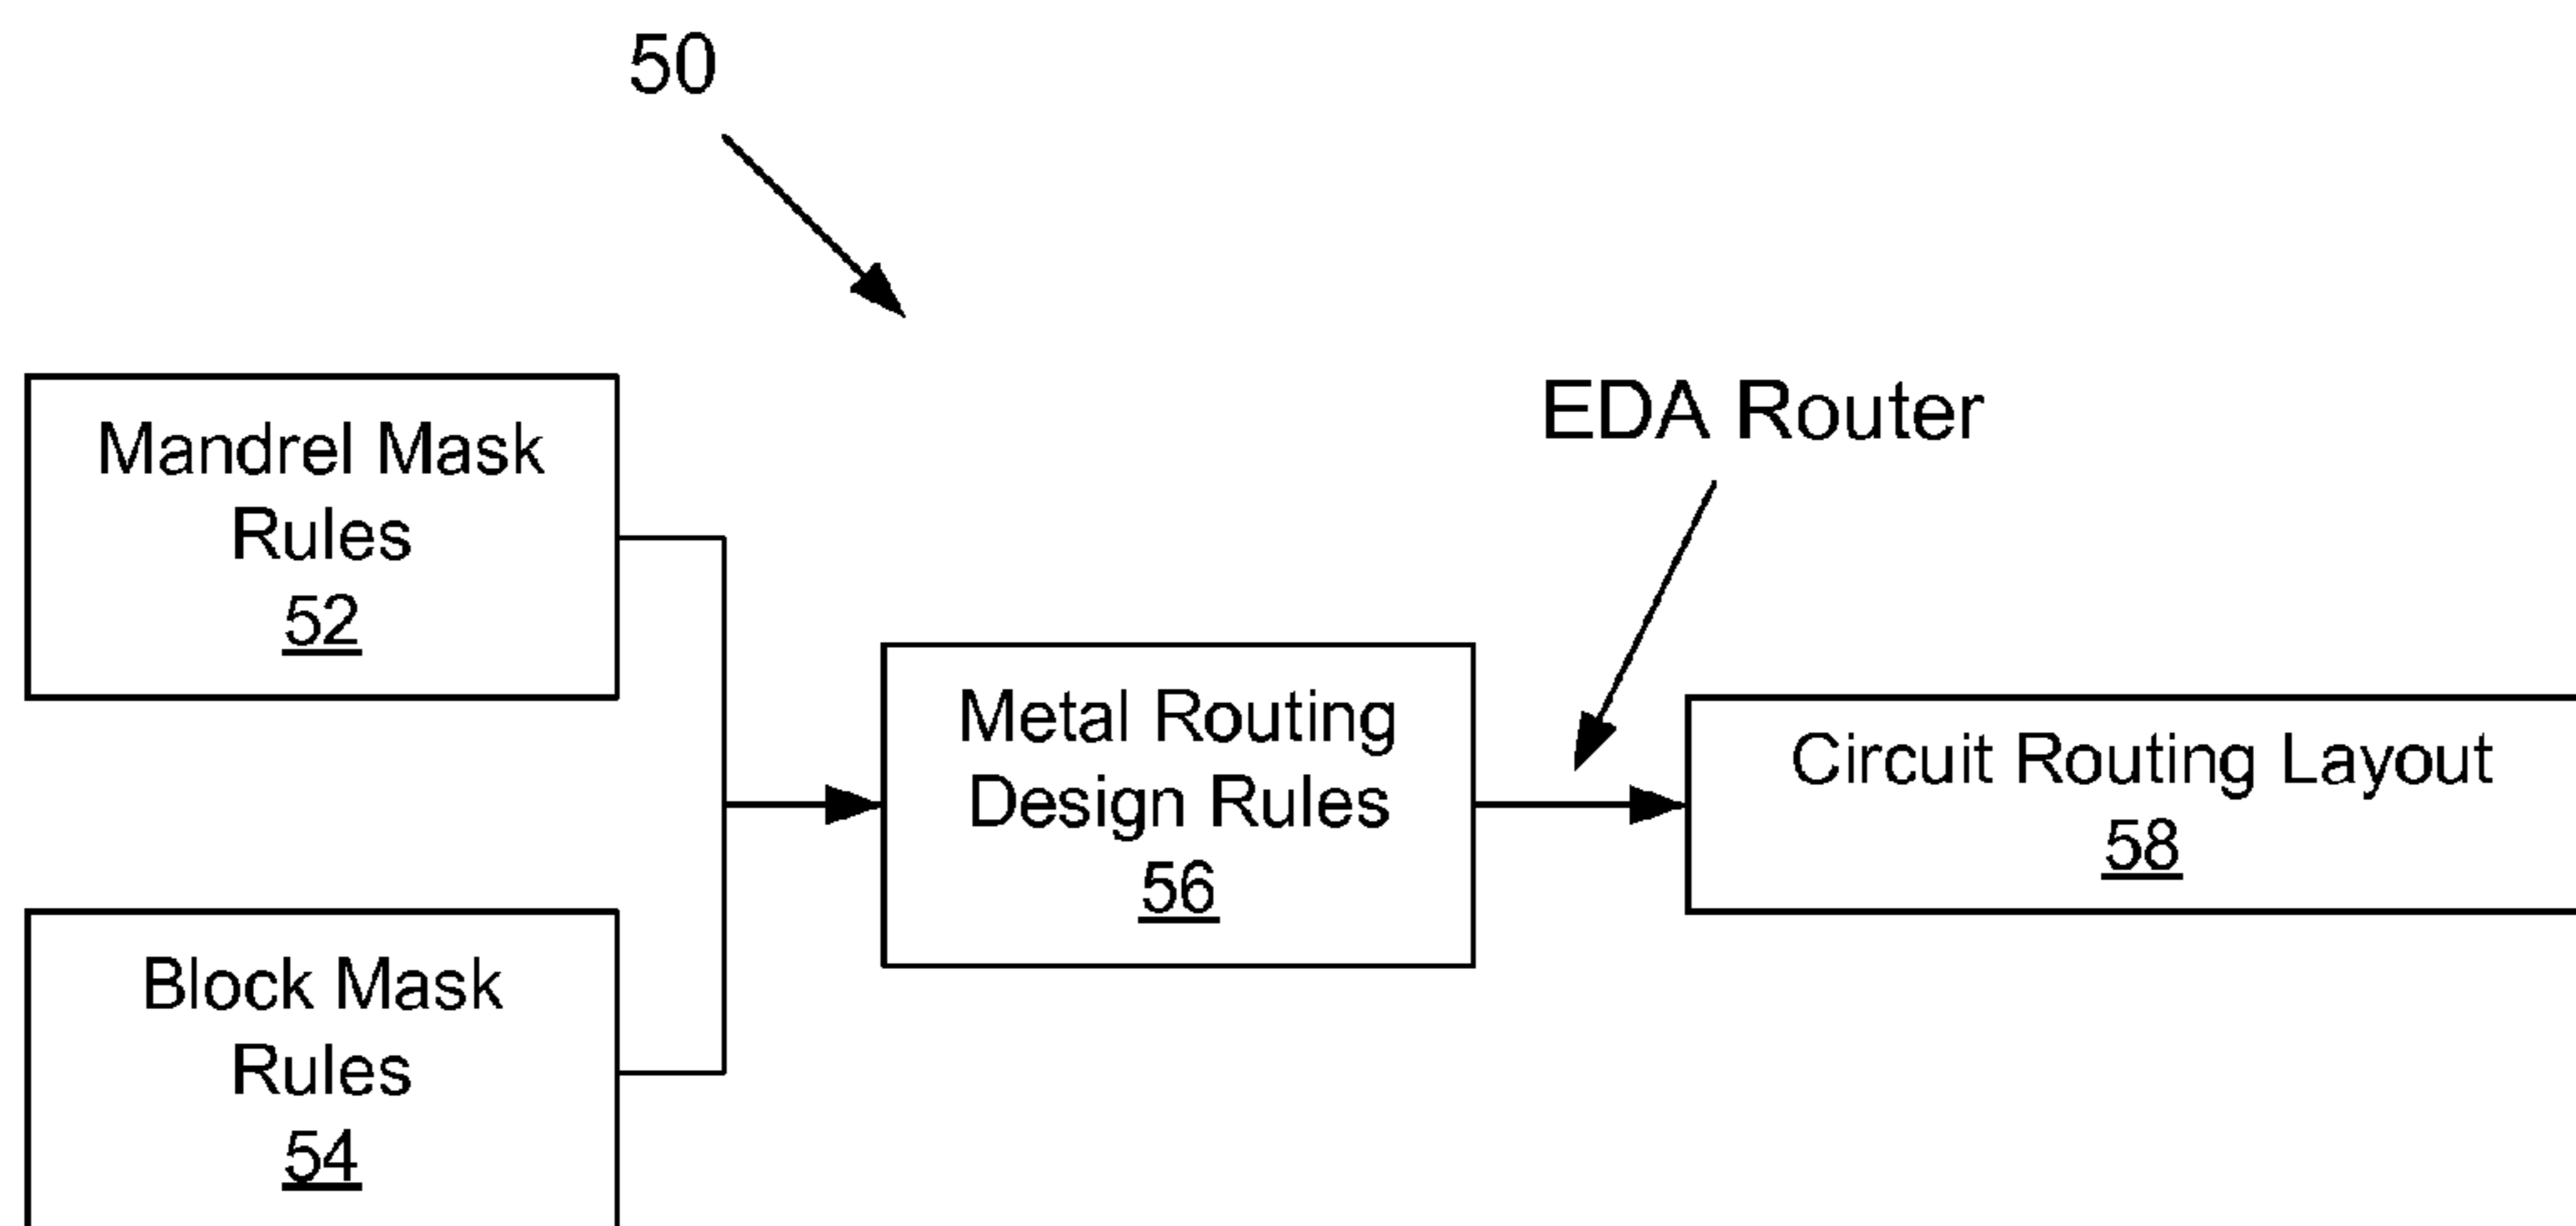 50
Mandrel Mask
Rules
52
EDA Router
Metal Routing
Design Rules
56
Circuit Routing Layout
58
Block Mask
Rules
54